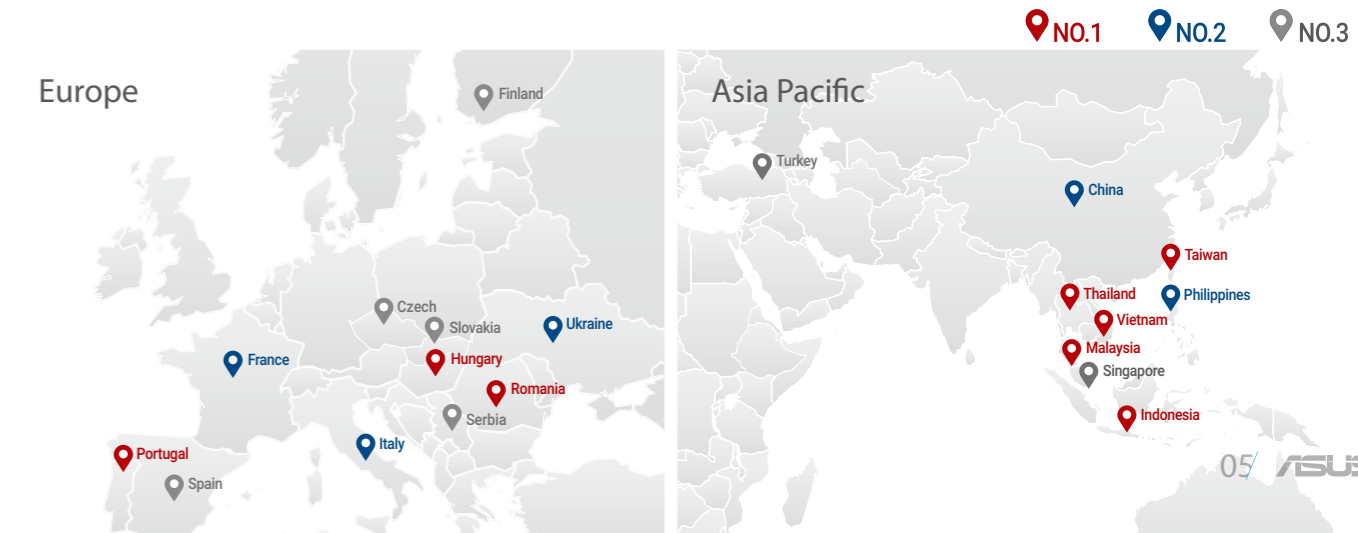 NO.1 NO.2 NO.3
Europe
Finland
Czech
Slovakia
Ukraine
France
Hungary
Romania
Serbia
Italy
Portugal
Spain
Asia Pacific
Turkey
China
Taiwan
Thailand
Philippines
Vietnam
Malaysia
Singapore
Indonesia
05/ ASUS